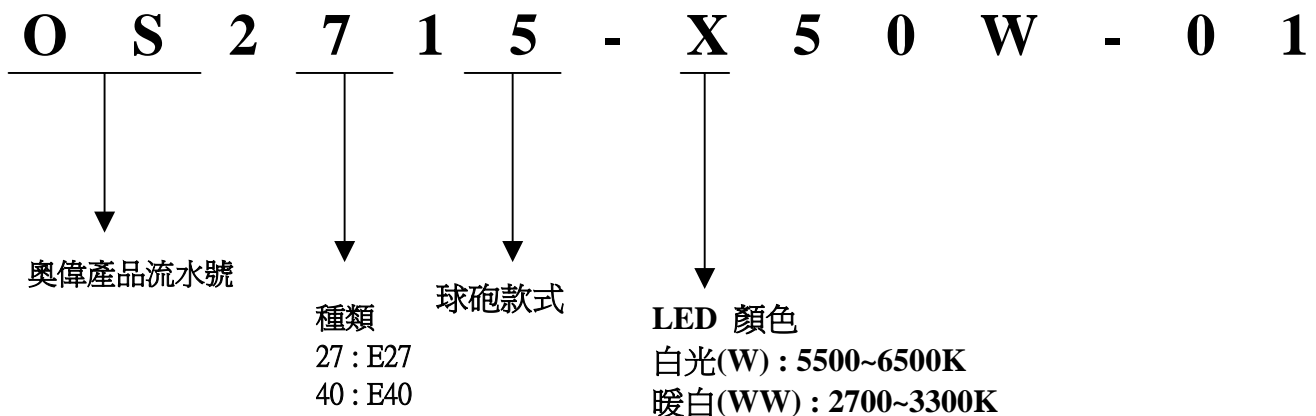 O S 2 7 1 5 - X 5 0 W - 0 1
奧偉產品流水號
球砲款式
種類
27 : E27
40 : E40
LED 顏色
白光(W) : 5500~6500K
暖白(WW) : 2700~3300K